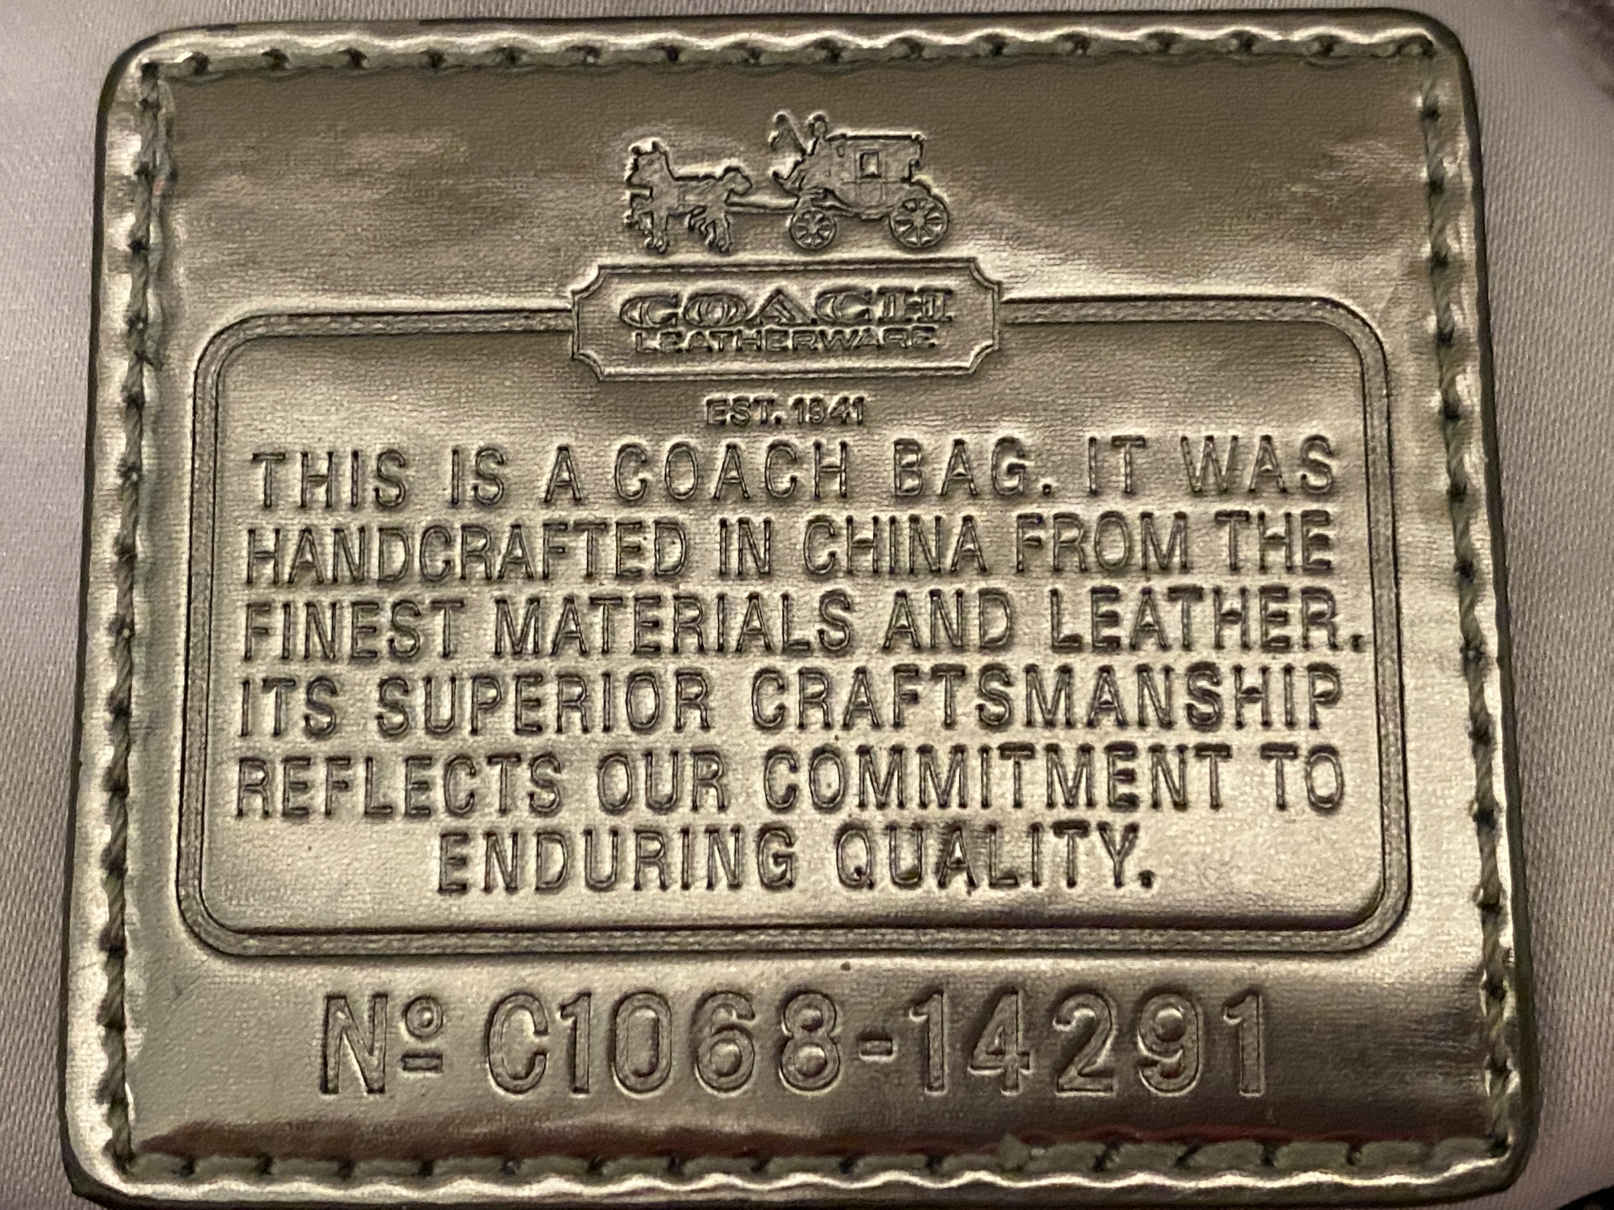 COACH
LEATHERWARE
EST. 1941
THIS IS A COACH BAG. IT WAS
HANDCRAFTED IN CHINA FROM THE
FINEST MATERIALS AND LEATHER.
ITS SUPERIOR CRAFTSMANSHIP
REFLECTS OUR COMMITMENT TO
ENDURING QUALITY.
Nº C1068-14291